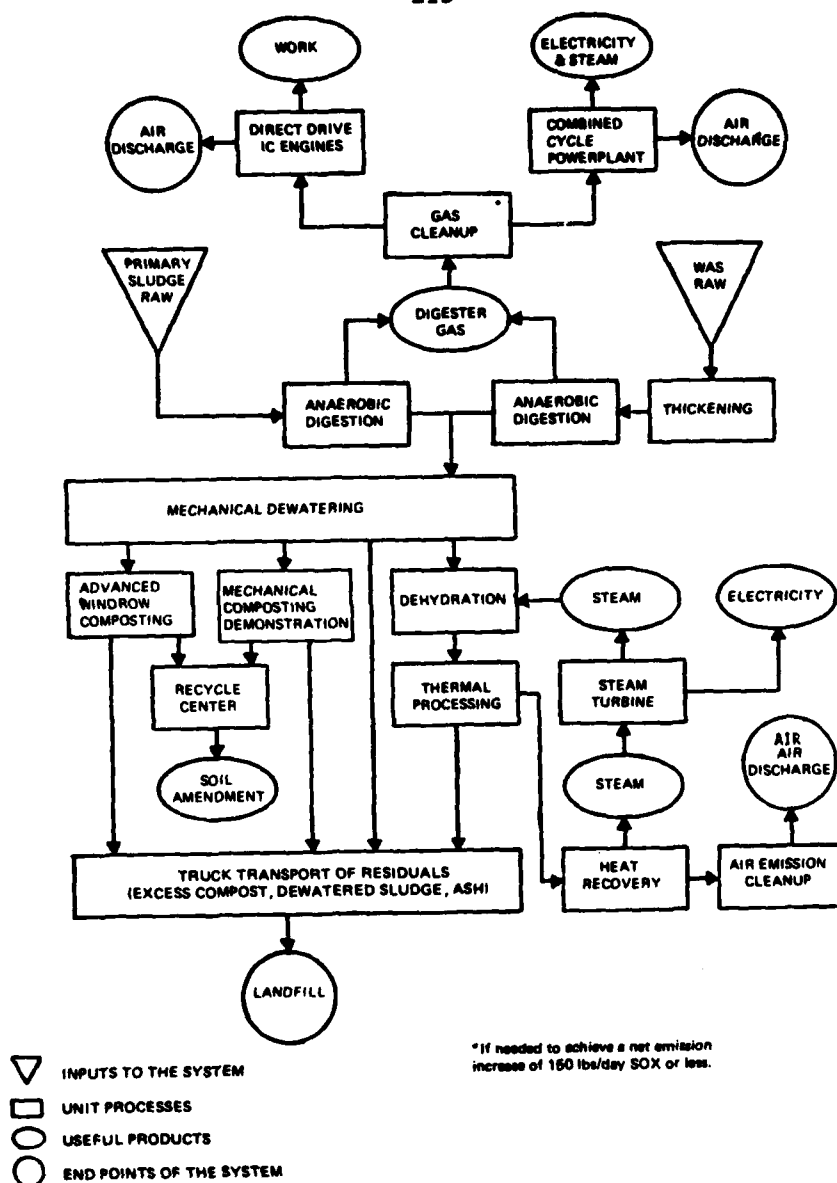 WORK
ELECTRICITY
& STEAM
AIR
DISCHARGE
DIRECT DRIVE
IC ENGINES
COMBINED
CYCLE
POWERPLANT
AIR
DISCHARGE
*
GAS
CLEANUP
PRIMARY
SLUDGE
RAW
WAS
RAW
DIGESTER
GAS
ANAEROBIC
DIGESTION
ANAEROBIC
DIGESTION
THICKENING
MECHANICAL DEWATERING
ADVANCED
WINDROW
COMPOSTING
MECHANICAL
COMPOSTING
DEMONSTRATION
DEHYDRATION
STEAM
ELECTRICITY
RECYCLE
CENTER
THERMAL
PROCESSING
STEAM
TURBINE
SOIL
AMENDMENT
STEAM
AIR
AIR
DISCHARGE
TRUCK TRANSPORT OF RESIDUALS
(EXCESS COMPOST, DEWATERED SLUDGE, ASH)
HEAT
RECOVERY
AIR EMISSION
CLEANUP
LANDFILL
*If needed to achieve a net emission
increase of 150 lbs/day SOX or less.
INPUTS TO THE SYSTEM
UNIT PROCESSES
USEFUL PRODUCTS
END POINTS OF THE SYSTEM